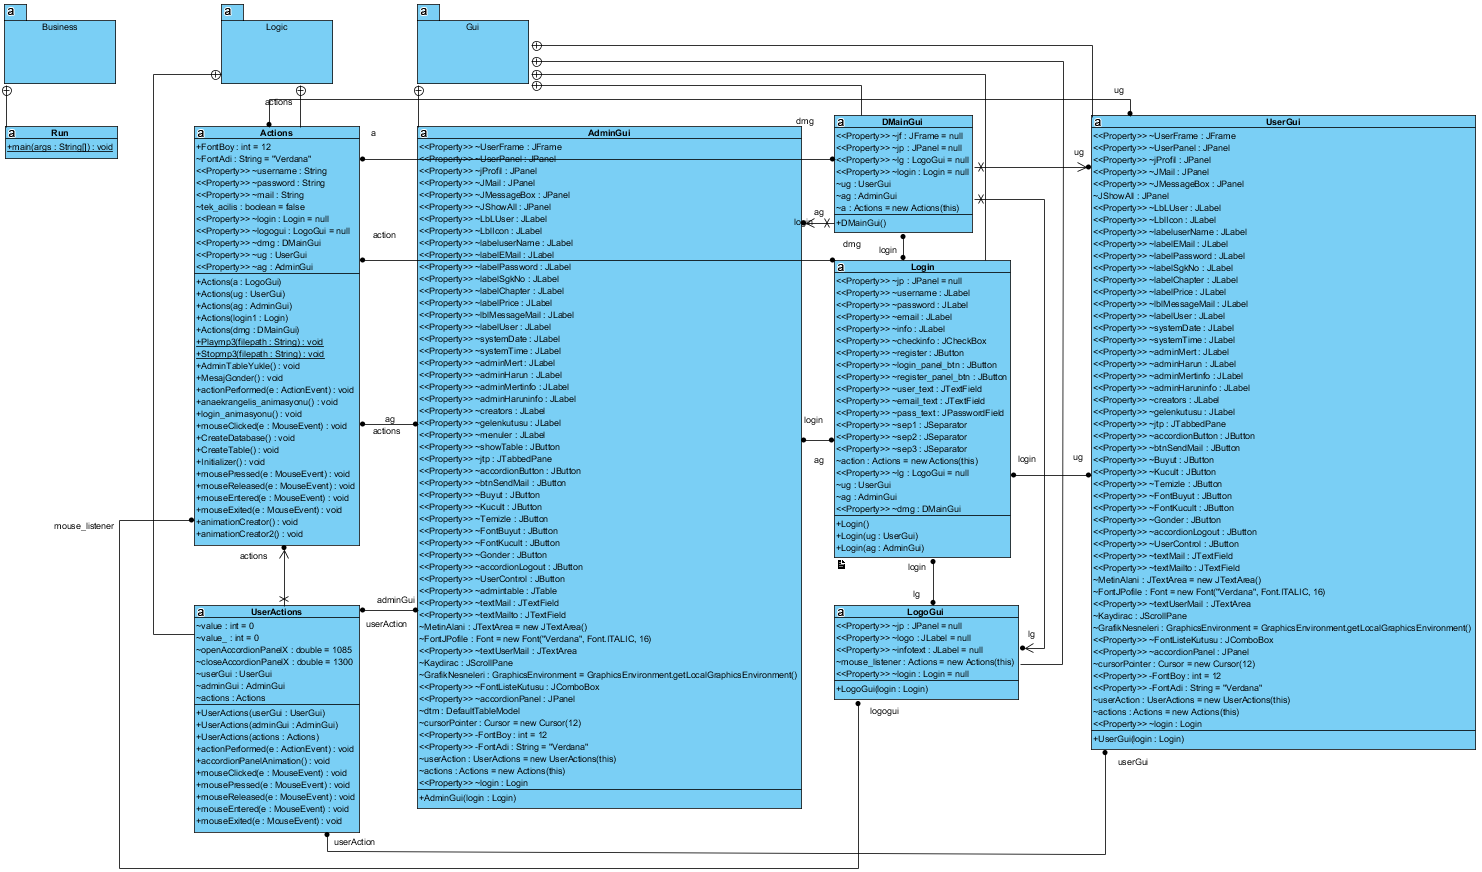 a
Business
a
Logic
a
Gui
a
Run
+main(args : String[]) : void
actions
a
dmg
ug
a
Actions
+FontBoy : int = 12
~FontAdi : String = "Verdana"
<<Property>> ~username : String
<<Property>> ~password : String
<<Property>> ~mail : String
~tek_acilis : boolean = false
<<Property>> ~login : Login = null
<<Property>> ~logogui : LogoGui = null
<<Property>> ~dmg : DMainGui
<<Property>> ~ug : UserGui
<<Property>> ~ag : AdminGui
+Actions(a : LogoGui)
+Actions(ug : UserGui)
+Actions(ag : AdminGui)
+Actions(login1 : Login)
+Actions(dmg : DMainGui)
+Playmp3(filepath : String) : void
+Stopmp3(filepath : String) : void
+AdminTableYukle() : void
+MesajGonder() : void
+actionPerformed(e : ActionEvent) : void
+anaekrangelis_animasyonu() : void
+login_animasyonu() : void
+mouseClicked(e : MouseEvent) : void
+CreateDatabase() : void
+CreateTable() : void
+Initializer() : void
+mousePressed(e : MouseEvent) : void
+mouseReleased(e : MouseEvent) : void
+mouseEntered(e : MouseEvent) : void
+mouseExited(e : MouseEvent) : void
+animationCreator() : void
+animationCreator2() : void
action
ag
actions
mouse_listener
actions
adminGui
userAction
a
UserActions
~value : int = 0
~value_ : int = 0
~openAccordionPanelX : double = 1085
~closeAccordionPanelX : double = 1300
~userGui : UserGui
~adminGui : AdminGui
~actions : Actions
+UserActions(userGui : UserGui)
+UserActions(adminGui : AdminGui)
+UserActions(actions : Actions)
+actionPerformed(e : ActionEvent) : void
+accordionPanelAnimation() : void
+mouseClicked(e : MouseEvent) : void
+mousePressed(e : MouseEvent) : void
+mouseReleased(e : MouseEvent) : void
+mouseEntered(e : MouseEvent) : void
+mouseExited(e : MouseEvent) : void
userAction
a
AdminGui
<<Property>> ~UserFrame : JFrame
<<Property>> ~UserPanel : JPanel
<<Property>> ~jProfil : JPanel
<<Property>> ~JMail : JPanel
<<Property>> ~JMessageBox : JPanel
<<Property>> ~JShowAll : JPanel
<<Property>> ~LbLUser : JLabel
<<Property>> ~LblIcon : JLabel
<<Property>> ~labeluserName : JLabel
<<Property>> ~labelEMail : JLabel
<<Property>> ~labelPassword : JLabel
<<Property>> ~labelSgkNo : JLabel
<<Property>> ~labelChapter : JLabel
<<Property>> ~labelPrice : JLabel
<<Property>> ~lblMessageMail : JLabel
<<Property>> ~labelUser : JLabel
<<Property>> ~systemDate : JLabel
<<Property>> ~systemTime : JLabel
<<Property>> ~adminMert : JLabel
<<Property>> ~adminHarun : JLabel
<<Property>> ~adminMertinfo : JLabel
<<Property>> ~adminHaruninfo : JLabel
<<Property>> ~creators : JLabel
<<Property>> ~gelenkutusu : JLabel
<<Property>> ~menuler : JLabel
<<Property>> ~showTable : JButton
<<Property>> ~jtp : JTabbedPane
<<Property>> ~accordionButton : JButton
<<Property>> ~btnSendMail : JButton
<<Property>> ~Buyut : JButton
<<Property>> ~Kucult : JButton
<<Property>> ~Temizle : JButton
<<Property>> ~FontBuyut : JButton
<<Property>> ~FontKucult : JButton
<<Property>> ~Gonder : JButton
<<Property>> ~accordionLogout : JButton
<<Property>> ~UserControl : JButton
<<Property>> ~admintable : JTable
<<Property>> ~textMail : JTextField
<<Property>> ~textMailto : JTextField
~MetinAlani : JTextArea = new JTextArea()
~FontJPofile : Font = new Font("Verdana", Font.ITALIC, 16)
<<Property>> ~textUserMail : JTextArea
~Kaydirac : JScrollPane
~GrafikNesneleri : GraphicsEnvironment = GraphicsEnvironment.getLocalGraphicsEnvironment()
<<Property>> ~FontListeKutusu : JComboBox
<<Property>> ~accordionPanel : JPanel
~dtm : DefaultTableModel
~cursorPointer : Cursor = new Cursor(12)
<<Property>> -FontBoy : int = 12
<<Property>> -FontAdi : String = "Verdana"
~userAction : UserActions = new UserActions(this)
~actions : Actions = new Actions(this)
<<Property>> ~login : Login
+AdminGui(login : Login)
a
DMainGui
<<Property>> ~jf : JFrame = null
<<Property>> ~jp : JPanel = null
<<Property>> ~lg : LogoGui = null
<<Property>> ~login : Login = null
~ug : UserGui
~ag : AdminGui
~a : Actions = new Actions(this)
+DMainGui()
ug
ag
dmg
login
a
Login
<<Property>> ~jp : JPanel = null
<<Property>> ~username : JLabel
<<Property>> ~password : JLabel
<<Property>> ~email : JLabel
<<Property>> ~info : JLabel
<<Property>> ~checkinfo : JCheckBox
<<Property>> ~register : JButton
<<Property>> ~login_panel_btn : JButton
<<Property>> ~register_panel_btn : JButton
<<Property>> ~user_text : JTextField
<<Property>> ~email_text : JTextField
<<Property>> ~pass_text : JPasswordField
<<Property>> ~sep1 : JSeparator
<<Property>> ~sep2 : JSeparator
<<Property>> ~sep3 : JSeparator
~action : Actions = new Actions(this)
<<Property>> ~lg : LogoGui = null
~ug : UserGui
~ag : AdminGui
<<Property>> ~dmg : DMainGui
+Login()
+Login(ug : UserGui)
+Login(ag : AdminGui)
login
ag
login
ug
login
lg
lg
a
LogoGui
<<Property>> ~jp : JPanel = null
<<Property>> ~logo : JLabel = null
<<Property>> ~infotext : JLabel = null
~mouse_listener : Actions = new Actions(this)
<<Property>> ~login : Login = null
+LogoGui(login : Login)
logogui
a
UserGui
<<Property>> ~UserFrame : JFrame
<<Property>> ~UserPanel : JPanel
<<Property>> ~jProfil : JPanel
<<Property>> ~JMail : JPanel
<<Property>> ~JMessageBox : JPanel
~JShowAll : JPanel
<<Property>> ~LbLUser : JLabel
<<Property>> ~LblIcon : JLabel
<<Property>> ~labeluserName : JLabel
<<Property>> ~labelEMail : JLabel
<<Property>> ~labelPassword : JLabel
<<Property>> ~labelSgkNo : JLabel
<<Property>> ~labelChapter : JLabel
<<Property>> ~labelPrice : JLabel
<<Property>> ~lblMessageMail : JLabel
<<Property>> ~labelUser : JLabel
<<Property>> ~systemDate : JLabel
<<Property>> ~systemTime : JLabel
<<Property>> ~adminMert : JLabel
<<Property>> ~adminHarun : JLabel
<<Property>> ~adminMertinfo : JLabel
<<Property>> ~adminHaruninfo : JLabel
<<Property>> ~creators : JLabel
<<Property>> ~gelenkutusu : JLabel
<<Property>> ~jtp : JTabbedPane
<<Property>> ~accordionButton : JButton
<<Property>> ~btnSendMail : JButton
<<Property>> ~Buyut : JButton
<<Property>> ~Kucult : JButton
<<Property>> ~Temizle : JButton
<<Property>> ~FontBuyut : JButton
<<Property>> ~FontKucult : JButton
<<Property>> ~Gonder : JButton
<<Property>> ~accordionLogout : JButton
<<Property>> ~UserControl : JButton
<<Property>> ~textMail : JTextField
<<Property>> ~textMailto : JTextField
~MetinAlani : JTextArea = new JTextArea()
~FontJPofile : Font = new Font("Verdana", Font.ITALIC, 16)
<<Property>> ~textUserMail : JTextArea
~Kaydirac : JScrollPane
~GrafikNesneleri : GraphicsEnvironment = GraphicsEnvironment.getLocalGraphicsEnvironment()
<<Property>> ~FontListeKutusu : JComboBox
<<Property>> ~accordionPanel : JPanel
~cursorPointer : Cursor = new Cursor(12)
<<Property>> -FontBoy : int = 12
<<Property>> -FontAdi : String = "Verdana"
~userAction : UserActions = new UserActions(this)
~actions : Actions = new Actions(this)
<<Property>> ~login : Login
+UserGui(login : Login)
userGui